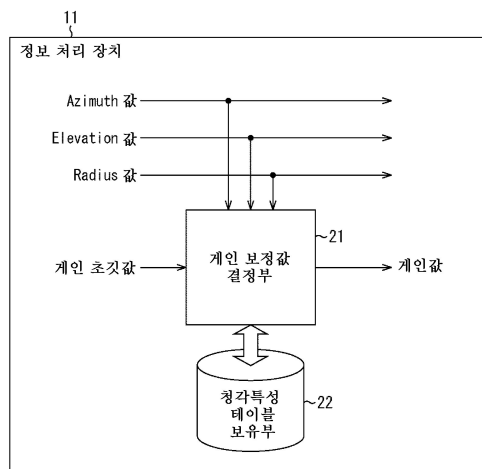 11
정보 처리 장치
Azimuth 값
Elevation 값
Radius 값
21
게인 초깃값
게인 보정값
결정부
게인값
청각특성
테이블
보유부
22